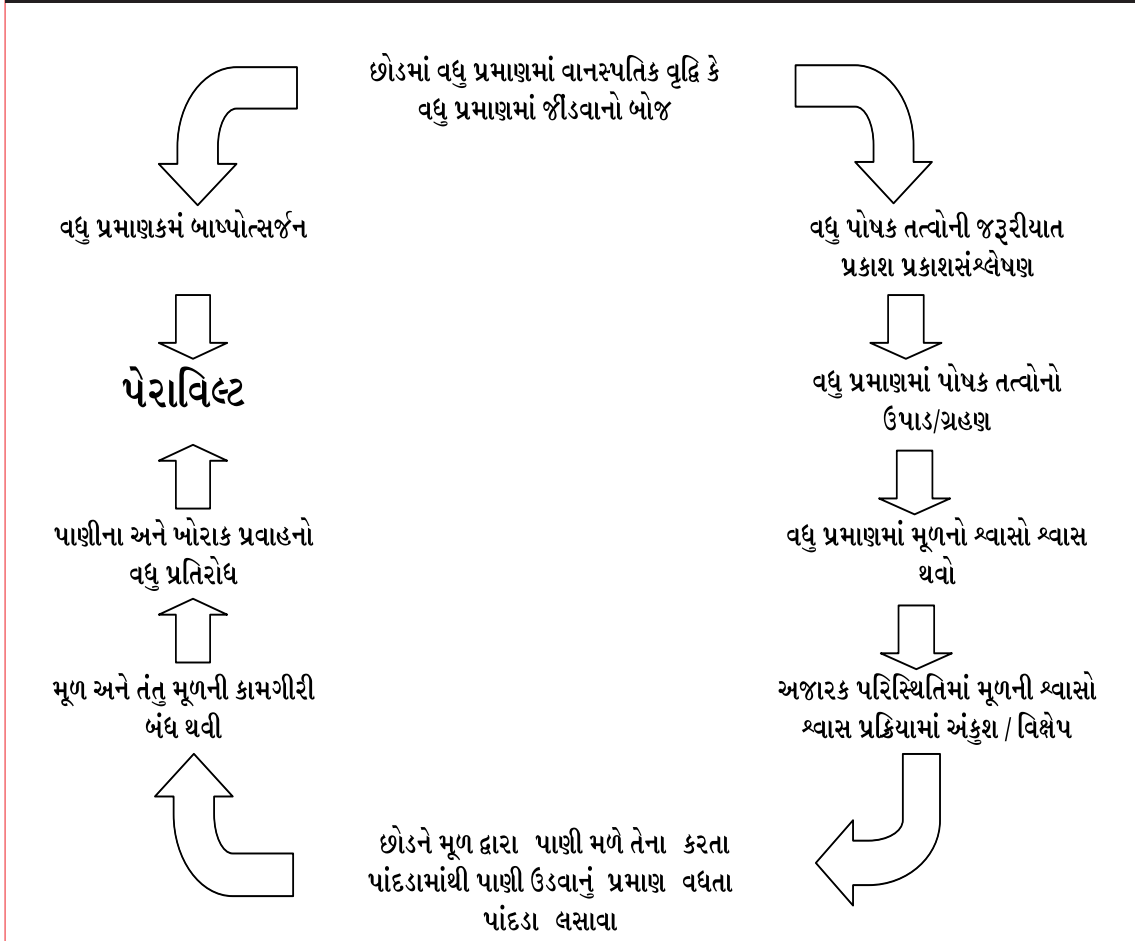 છોડમાં વધુ પ્રમાણમાં વાનસ્પતિક વૃદ્ધિ કે
વધુ પ્રમાણમાં જીંડવાનો બોજ
વધુ પ્રમાણકમં બાષ્પોત્સર્જન
વધુ પોષક તત્વોની જરૂરીયાત
પ્રકાશ પ્રકાશસંશ્લેષણ
પેરાવિલ્ટ
વધુ પ્રમાણમાં પોષક તત્વોનો
ઉપાડ/ગ્રહણ
પાણીના અને ખોરાક પ્રવાહનો
વધુ પ્રતિરોધ
વધુ પ્રમાણમાં મૂળનો શ્વાસો શ્વાસ
થવો
મૂળ અને તંતુ મૂળની કામગીરી
બંધ થવી
અજારક પરિસ્થિતિમાં મૂળની શ્વાસો
શ્વાસ પ્રક્રિયામાં અંકુશ / વિક્ષેપ
છોડને મૂળ દ્વારા પાણી મળે તેના કરતા
પાંદડામાંથી પાણી ઉડવાનું પ્રમાણ વધતા
પાંદડા લસાવા